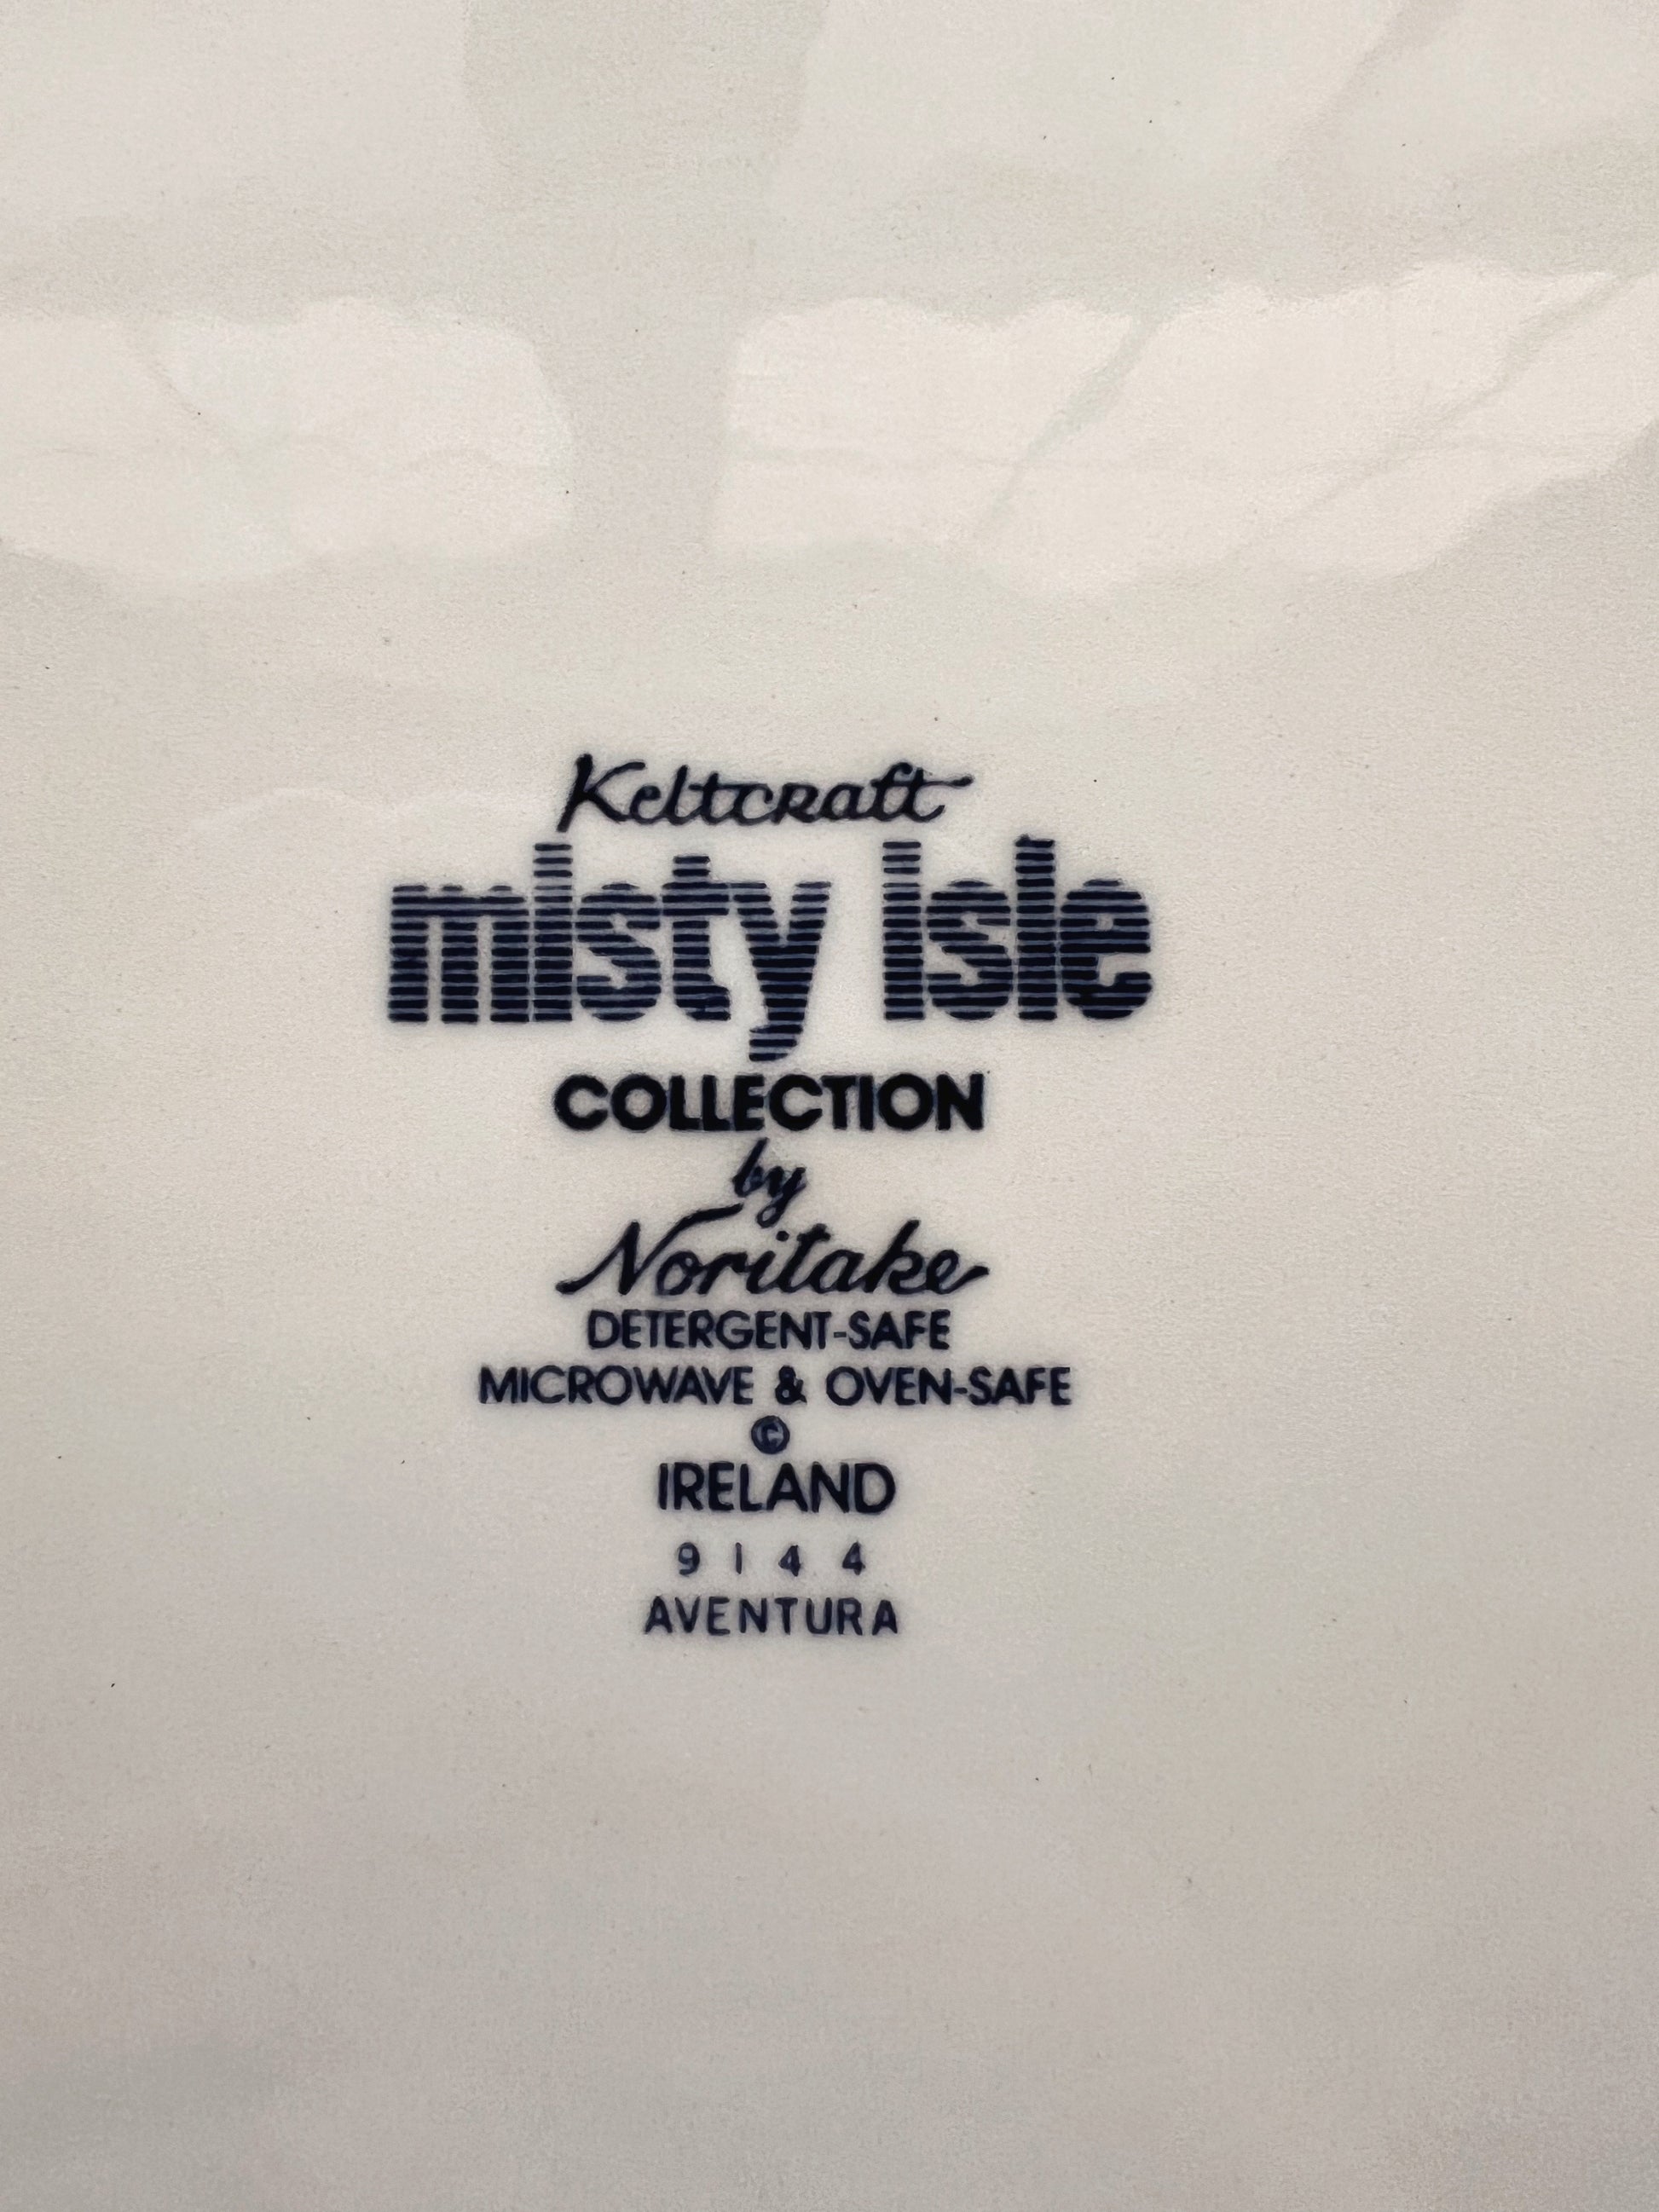 Keltcraft
misty isle
COLLECTION
by
Noritake
DETERGENT-SAFE
MICROWAVE & OVEN-SAFE
©
IRELAND
9144
AVENTURA